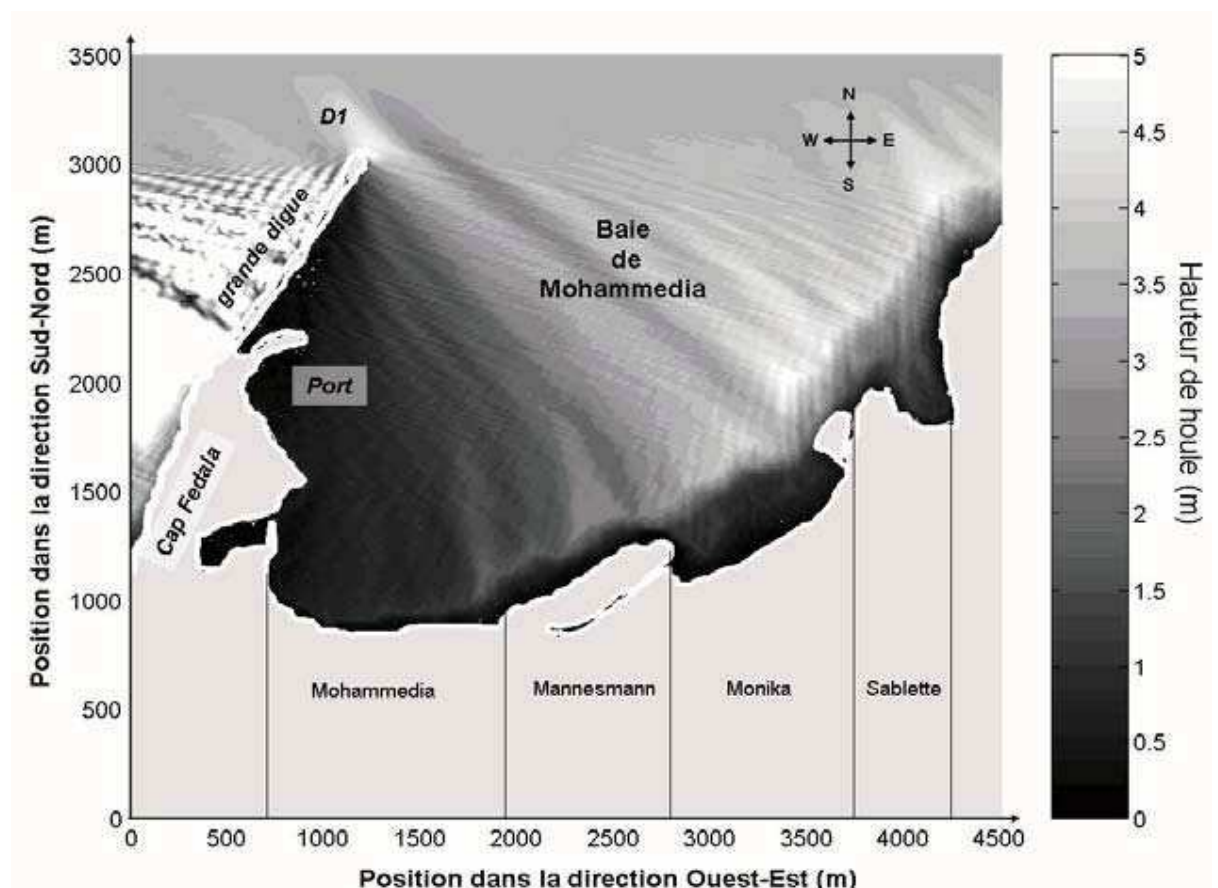 3500
3000
2500
2000
1500
1000
500
0
Position dans la direction Sud-Nord (m)
D1
grande digue
Port
Cap Fedala
Baie
de
Mohammedia
N
W E
S
Mohammedia
Mannesmann
Monika
Sablette
0 500 1000 1500 2000 2500 3000 3500 4000 4500
Position dans la direction Ouest-Est (m)
5
4.5
4
3.5
3
2.5
2
1.5
1
0.5
0
Hauteur de houle (m)